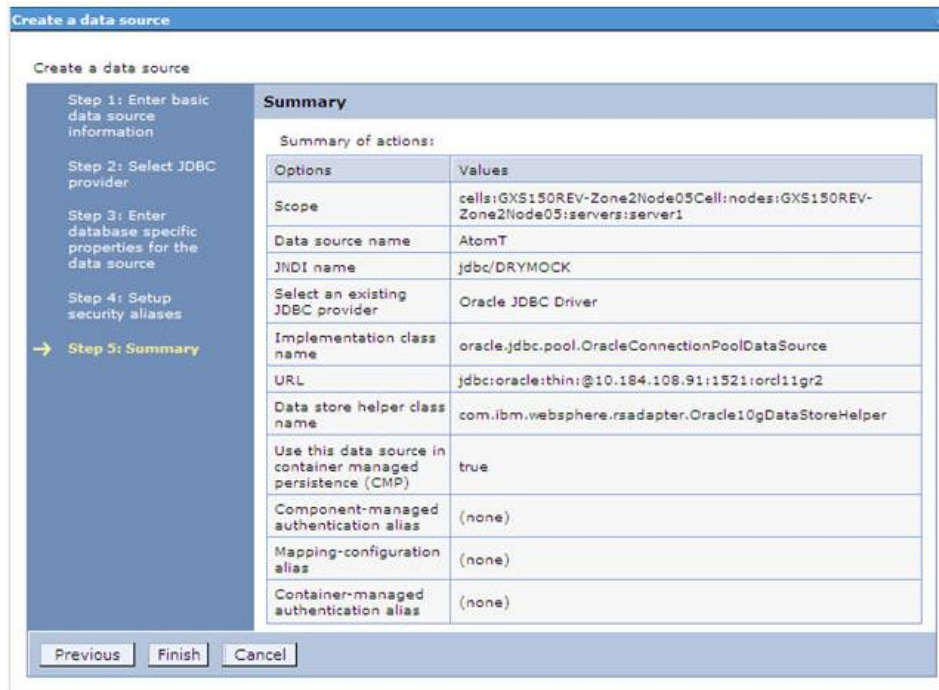 Create a data source
Create a data source
Step 1: Enter basic
data source
information
Step 2: Select JDBC
provider
Step 3: Enter
database specific
properties for the
data source
Step 4: Setup
security aliases
Step 5: Summary
Summary
Summary of actions:
Options Values
Scope cells:GXS150REV-Zone2Node05Cell:nodes:GXS150REV-
Zone2Node05:servers:server1
Data source name AtomT
JNDI name jdbc/DRYMOCK
Select an existing
JDBC provider Oracle JDBC Driver
Implementation class
name oracle.jdbc.pool.OracleConnectionPoolDataSource
URL jdbc:oracle:thin:@10.184.108.91:1521:orcl11gr2
Data store helper class
name com.ibm.websphere.rsadapter.Oracle10gDataStoreHelper
Use this data source in
container managed
persistence (CMP) true
Component-managed
authentication alias (none)
Mapping-configuration
alias (none)
Container-managed
authentication alias (none)
Previous Finish Cancel